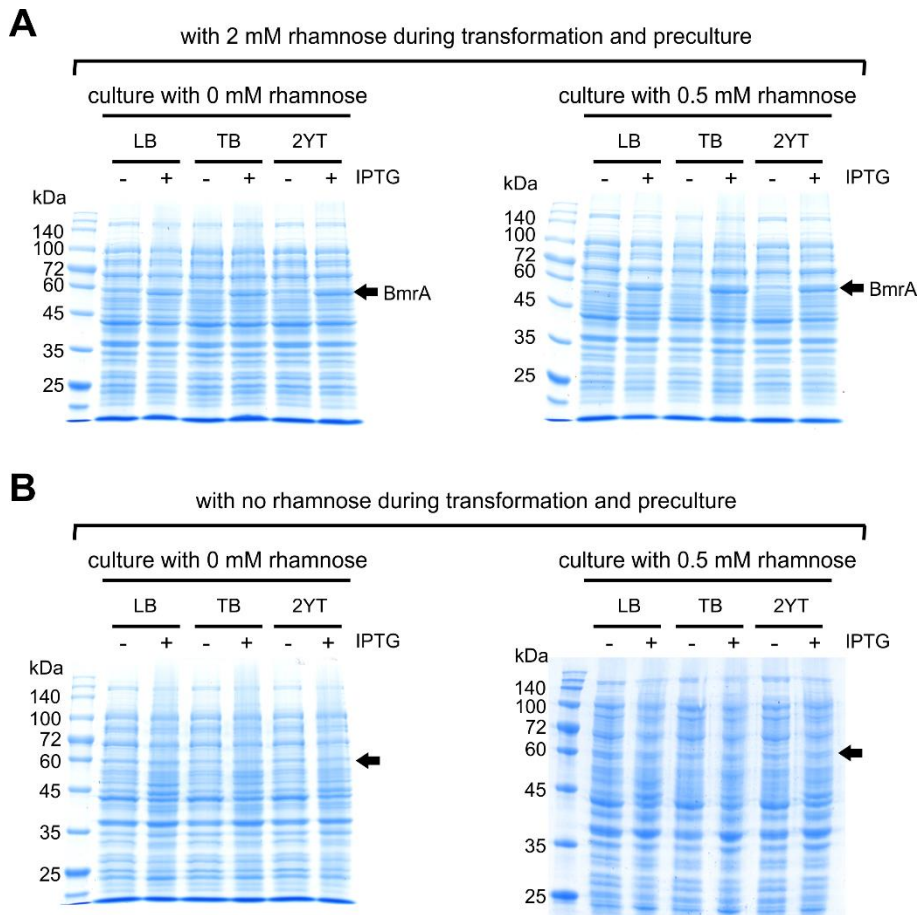 A
with 2 mM rhamnose during transformation and preculture
culture with 0 mM rhamnose
LB TB 2YT
- + - + - + IPTG
kDa
140
100
72
60
BmrA
45
35
25
culture with 0.5 mM rhamnose
LB TB 2YT
- + - + - + IPTG
kDa
140
100
72
60
BmrA
45
35
25
B
with no rhamnose during transformation and preculture
culture with 0 mM rhamnose
LB TB 2YT
- + - + - + IPTG
kDa
140
100
72
60
45
35
25
culture with 0.5 mM rhamnose
LB TB 2YT
- + - + - + IPTG
kDa
140
100
72
60
45
35
25